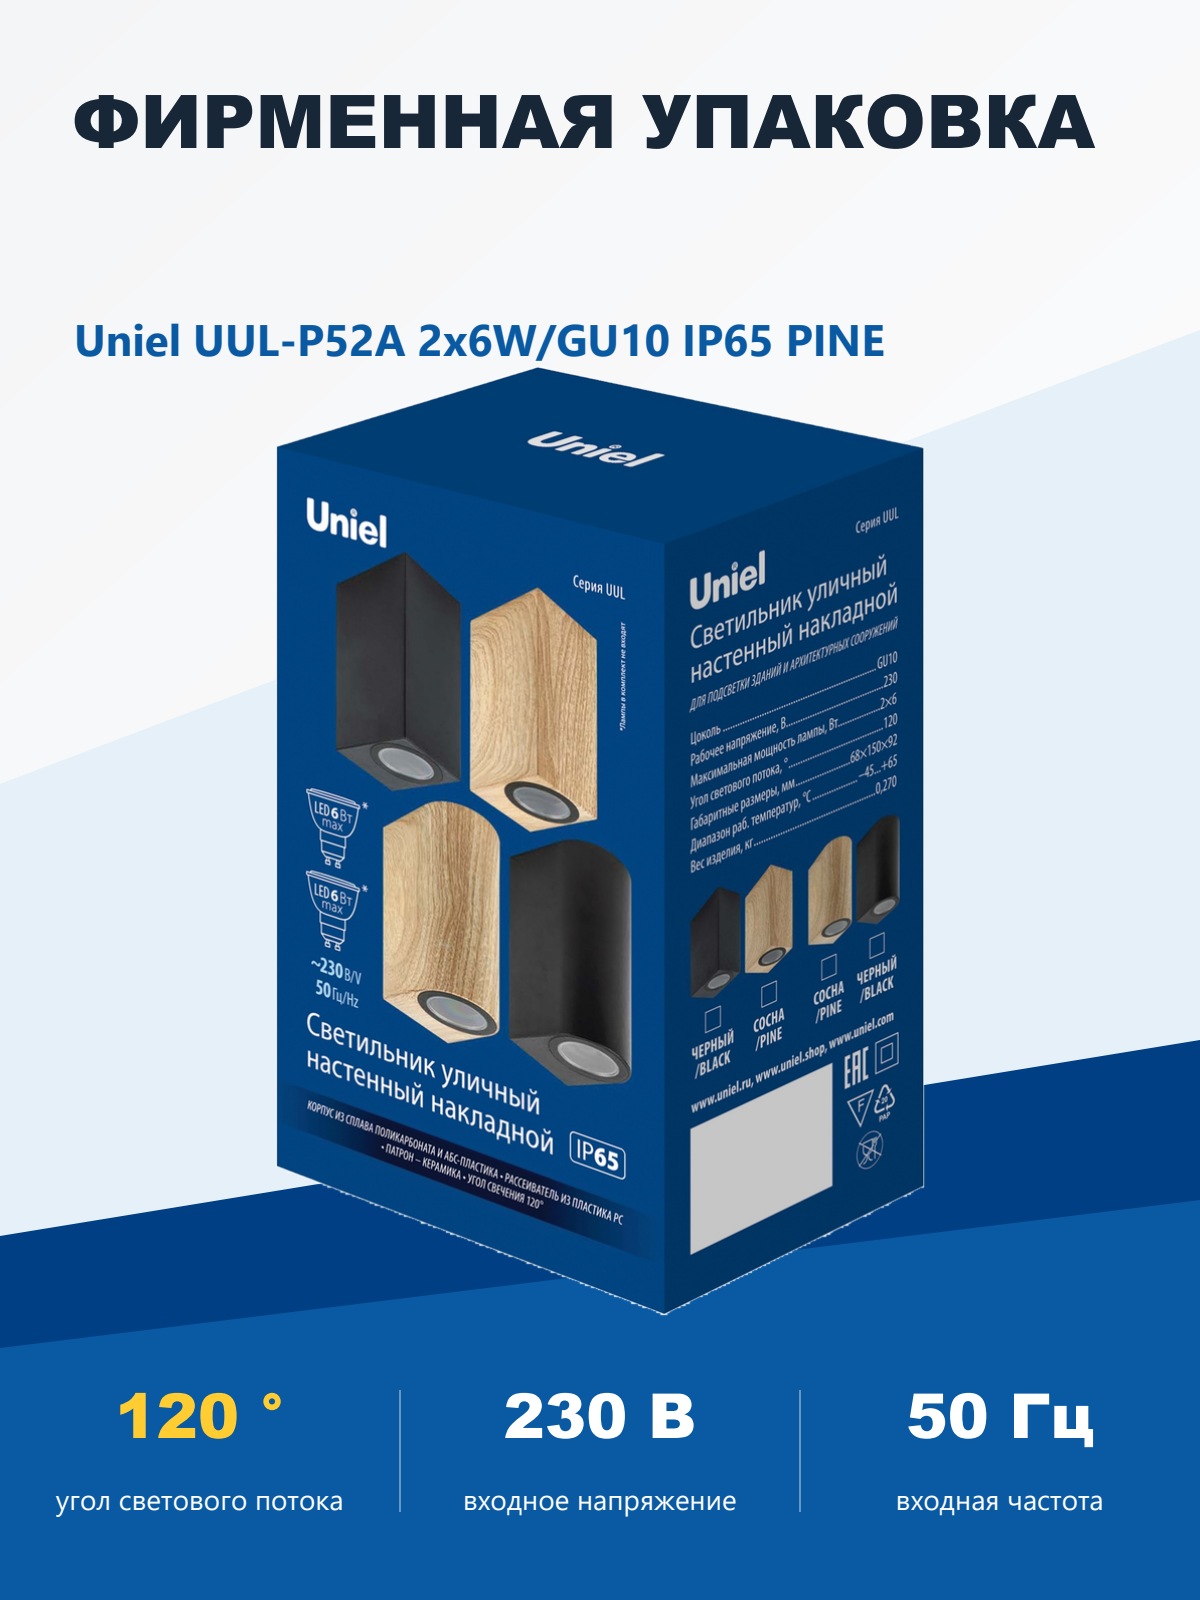 ФИРМЕННАЯ УПАКОВКА
Uniel UUL-P52A 2x6W/GU10 IP65 PINE
Uniel
Uniel
Серия UUL
*Лампы в комплект не входят
LED 6 Вт
max
*
LED 6 Вт
max
*
~230 В/V
50 Гц/Hz
Светильник уличный
настенный накладной
IP65
КОРПУС ИЗ СПЛАВА ПОЛИКАРБОНАТА И АБС-ПЛАСТИКА • РАССЕИВАТЕЛЬ ИЗ ПЛАСТИКА PC
• ПАТРОН – КЕРАМИКА • УГОЛ СВЕЧЕНИЯ 120°
Серия UUL
Uniel
Светильник уличный
настенный накладной
ДЛЯ ПОДСВЕТКИ ЗДАНИЙ И АРХИТЕКТУРНЫХ СООРУЖЕНИЙ
Цоколь GU10
Рабочее напряжение, В 230
Максимальная мощность лампы, Вт 2×6
Угол светового потока, ° 120
Габаритные размеры, мм 68×150×92
Диапазон раб. температур, °С –45...+65
Вес изделия, кг 0,270
ЧЕРНЫЙ
/BLACK
СОСНА
/PINE
СОСНА
/PINE
ЧЕРНЫЙ
/BLACK
www.uniel.ru, www.uniel.shop, www.uniel.com
EAC
F
20
PAP
120 °
угол светового потока
230 В
входное напряжение
50 Гц
входная частота